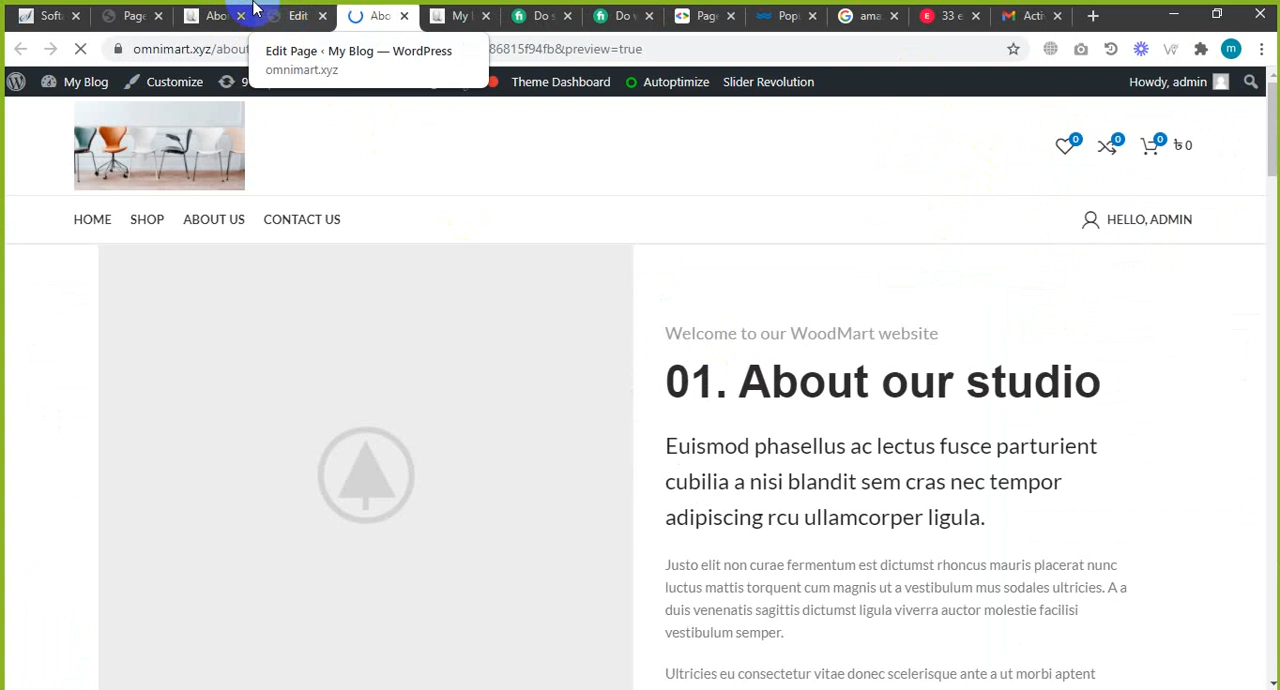 Softa
Page
Abo
Edit
Abo
My
Do s
Do v
Page
Popu
ama
33 e
Activ
omnimart.xyz/about
86815f94fb&preview=true
m
Edit Page ‹ My Blog — WordPress
omnimart.xyz
My Blog
Customize
9
Theme Dashboard
Autoptimize
Slider Revolution
Howdy, admin
0
0
0
৳ 0
HOME
SHOP
ABOUT US
CONTACT US
HELLO, ADMIN
Welcome to our WoodMart website
01. About our studio
Euismod phasellus ac lectus fusce parturient
cubilia a nisi blandit sem cras nec tempor
adipiscing rcu ullamcorper ligula.
Justo elit non curae fermentum est dictumst rhoncus mauris placerat nunc
luctus mattis torquent cum magnis ut a vestibulum mus sodales ultricies. A a
duis venenatis sagittis dictumst ligula viverra auctor molestie facilisi
vestibulum semper.
Ultricies eu consectetur vitae donec scelerisque ante a ut morbi aptent